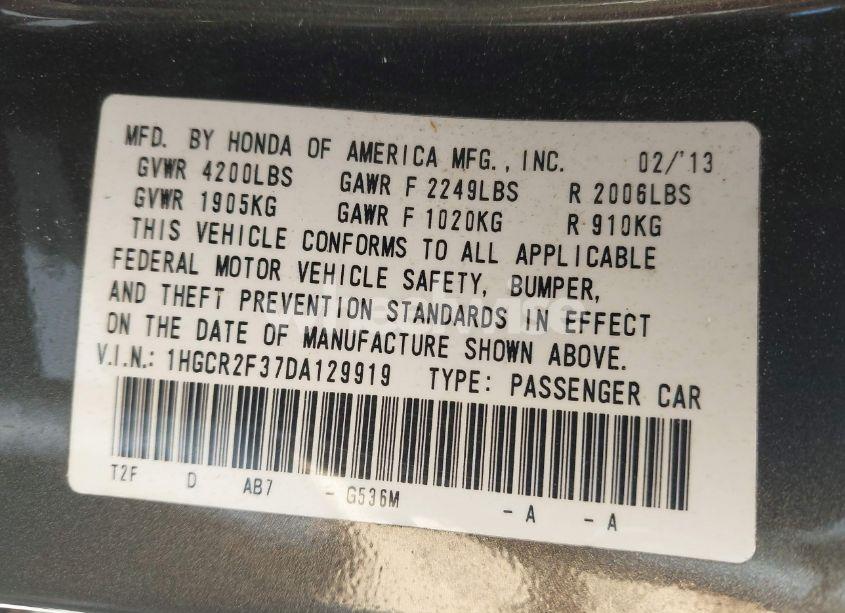 MFD. BY HONDA OF AMERICA MFG., INC. 02/'13
GVWR 4200LBS GAWR F 2249LBS R 2006LBS
GVWR 1905KG GAWR F 1020KG R 910KG
THIS VEHICLE CONFORMS TO ALL APPLICABLE
FEDERAL MOTOR VEHICLE SAFETY, BUMPER,
AND THEFT PREVENTION STANDARDS IN EFFECT
ON THE DATE OF MANUFACTURE SHOWN ABOVE.
V.I.N.: 1HGCR2F37DA129919 TYPE: PASSENGER CAR
T2F D AB7 - G536M - A - A